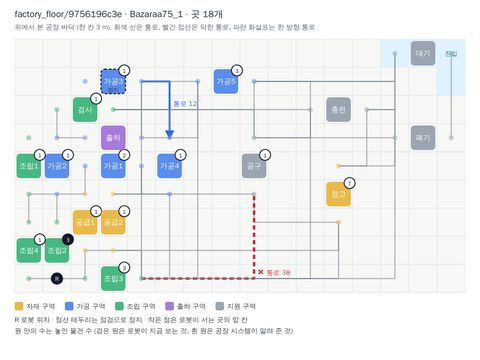 factory_floor/9756196c3e · Bazaraa75_1 · 곳 18개
위에서 본 공장 바닥 (한 칸 3 m). 회색 선은 통로, 빨간 점선은 막힌 통로, 파란 화살표는 한 방향 통로
대기
가공3
1
가공5
3
검사
1
통로 12
충전
출하
폐기
조립1
1
가공2
1
가공1
2
가공4
1
공구
1
창고
7
공급1
1
공급2
1
조립4
1
조립2
3
R
조립3
3
✕ 통로 38
자재 구역
가공 구역
조립 구역
출하 구역
지원 구역
R 로봇 위치 · 점선 테두리는 점검으로 정지 · 작은 점은 로봇이 서는 곳의 앞 칸
원 안의 수는 놓인 물건 수 (검은 원은 로봇이 지금 보는 것, 흰 원은 공장 시스템이 알려 준 것)